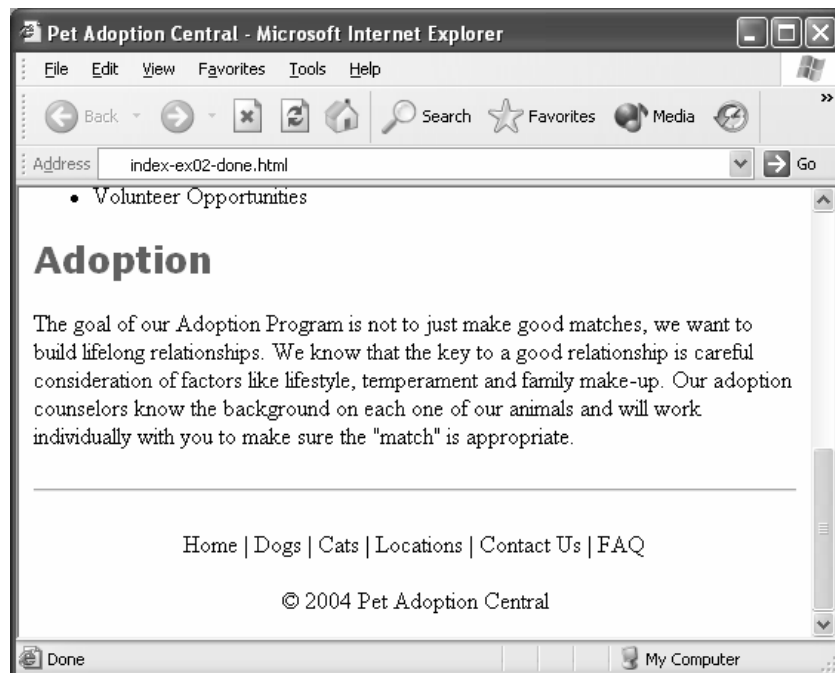 Pet Adoption Central - Microsoft Internet Explorer
File Edit View Favorites Tools Help
Back Search Favorites Media »
Address index-ex02-done.html Go
• Volunteer Opportunities
Adoption
The goal of our Adoption Program is not to just make good matches, we want to
build lifelong relationships. We know that the key to a good relationship is careful
consideration of factors like lifestyle, temperament and family make-up. Our adoption
counselors know the background on each one of our animals and will work
individually with you to make sure the "match" is appropriate.
Home | Dogs | Cats | Locations | Contact Us | FAQ
© 2004 Pet Adoption Central
Done My Computer